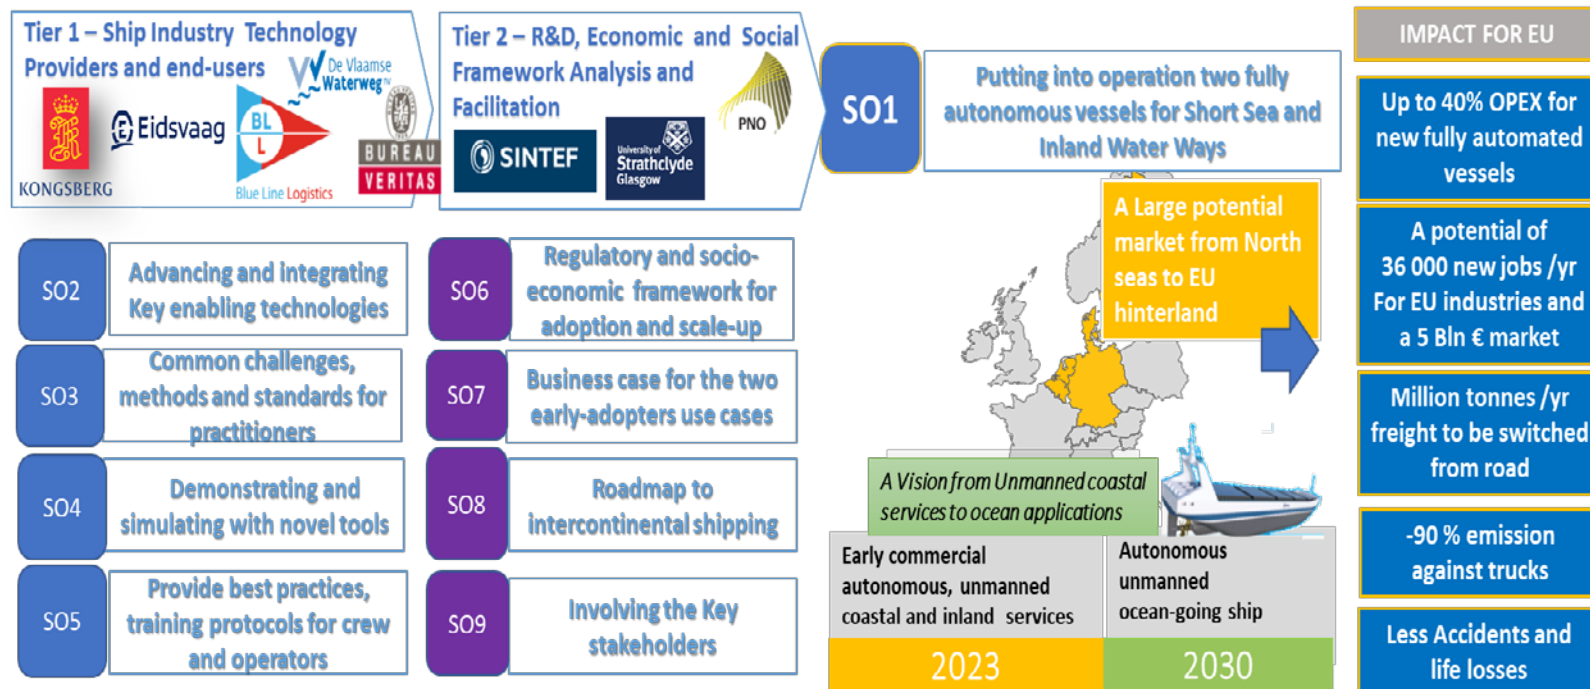 Tier 1 – Ship Industry Technology
Providers and end-users
De Vlaamse
Waterweg nv
KONGSBERG
Eidsvaag
BL
L
Blue Line Logistics
BUREAU
VERITAS
Tier 2 – R&D, Economic and Social
Framework Analysis and
Facilitation
SINTEF
University of
Strathclyde
Glasgow
PNO
SO1
Putting into operation two fully
autonomous vessels for Short Sea and
Inland Water Ways
SO2
Advancing and integrating
Key enabling technologies
SO3
Common challenges,
methods and standards for
practitioners
SO4
Demonstrating and
simulating with novel tools
SO5
Provide best practices,
training protocols for crew
and operators
SO6
Regulatory and socio-
economic framework for
adoption and scale-up
SO7
Business case for the two
early-adopters use cases
SO8
Roadmap to
intercontinental shipping
SO9
Involving the Key
stakeholders
A Large potential
market from North
seas to EU
hinterland
A Vision from Unmanned coastal
services to ocean applications
Early commercial
autonomous, unmanned
coastal and inland services
2023
Autonomous
unmanned
ocean-going ship
2030
IMPACT FOR EU
Up to 40% OPEX for
new fully automated
vessels
A potential of
36 000 new jobs /yr
For EU industries and
a 5 Bln € market
Million tonnes /yr
freight to be switched
from road
-90 % emission
against trucks
Less Accidents and
life losses